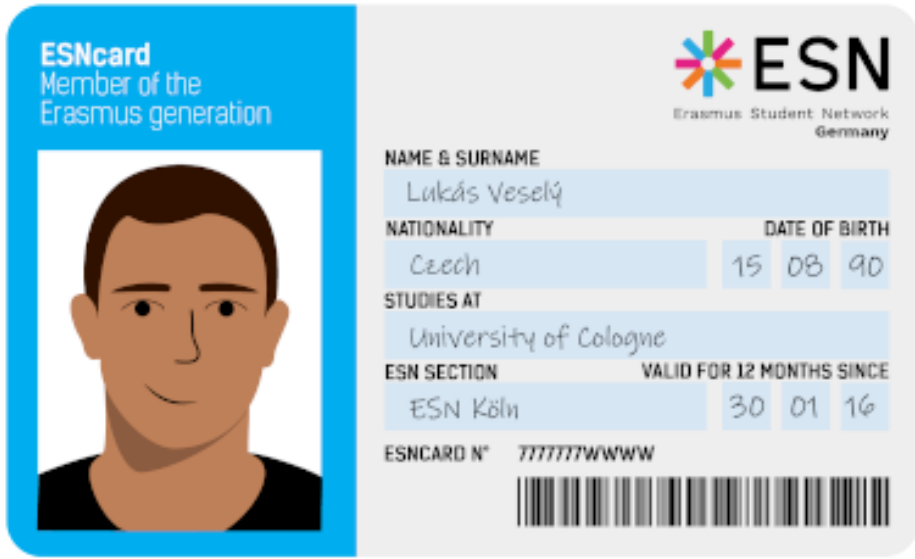 ESNcard
Member of the
Erasmus generation
ESN
Erasmus Student Network
Germany
NAME & SURNAME
Lukás Veselý
NATIONALITY DATE OF BIRTH
Czech 15 08 90
STUDIES AT
University of Cologne
ESN SECTION VALID FOR 12 MONTHS SINCE
ESN Köln 30 01 16
ESNCARD N° 7777777WWWW